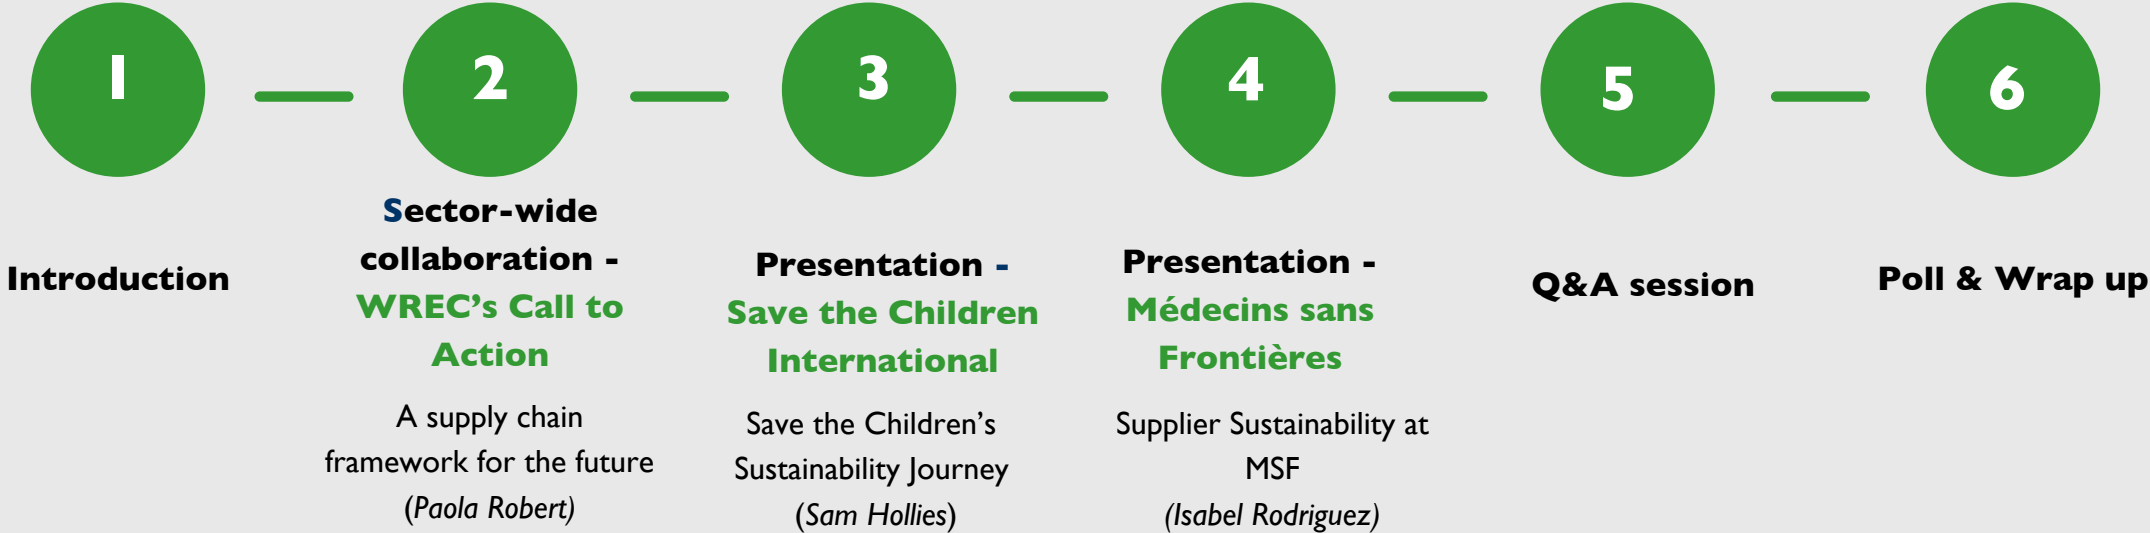 1
2
3
4
5
6
Introduction
Sector-wide
collaboration -
WREC’s Call to
Action
A supply chain
framework for the future
(Paola Robert)
Presentation -
Save the Children
International
Save the Children’s
Sustainability Journey
(Sam Hollies)
Presentation -
Médecins sans
Frontières
Supplier Sustainability at
MSF
(Isabel Rodriguez)
Q&A session
Poll & Wrap up